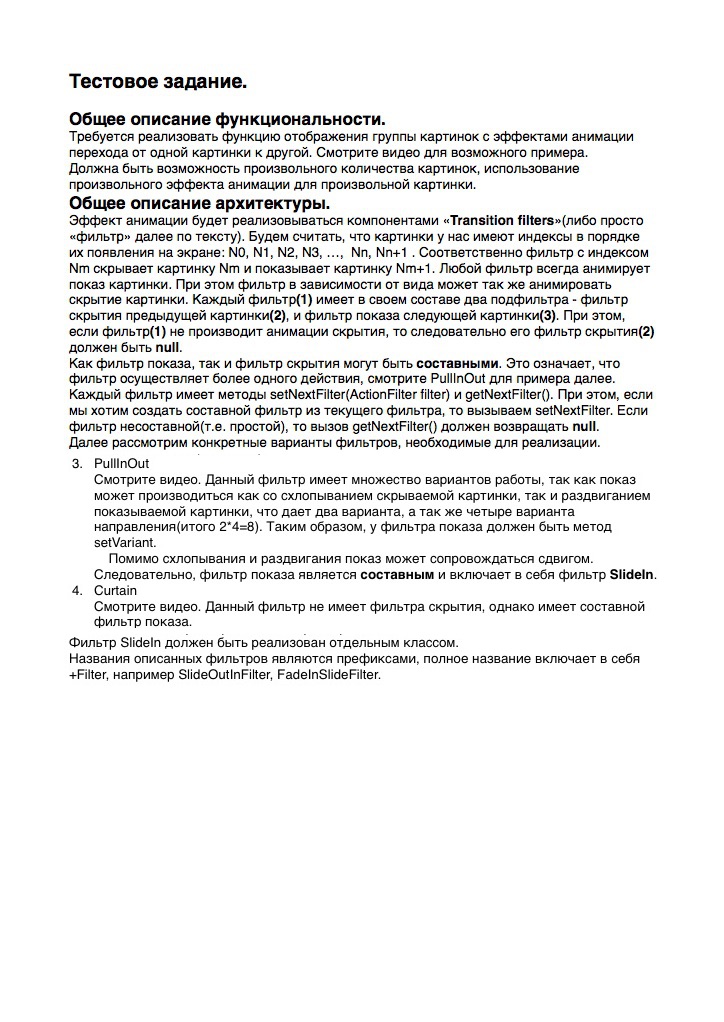 Тестовое задание.
Общее описание функциональности.
Требуется реализовать функцию отображения группы картинок с эффектами анимации
перехода от одной картинки к другой. Смотрите видео для возможного примера.
Должна быть возможность произвольного количества картинок, использование
произвольного эффекта анимации для произвольной картинки.
Общее описание архитектуры.
Эффект анимации будет реализовываться компонентами «Transition filters»(либо просто
«фильтр» далее по тексту). Будем считать, что картинки у нас имеют индексы в порядке
их появления на экране: N0, N1, N2, N3, …, Nn, Nn+1 . Соответственно фильтр с индексом
Nm скрывает картинку Nm и показывает картинку Nm+1. Любой фильтр всегда анимирует
показ картинки. При этом фильтр в зависимости от вида может так же анимировать
скрытие картинки. Каждый фильтр(1) имеет в своем составе два подфильтра - фильтр
скрытия предыдущей картинки(2), и фильтр показа следующей картинки(3). При этом,
если фильтр(1) не производит анимации скрытия, то следовательно его фильтр скрытия(2)
должен быть null.
Как фильтр показа, так и фильтр скрытия могут быть составными. Это означает, что
фильтр осуществляет более одного действия, смотрите PullInOut для примера далее.
Каждый фильтр имеет методы setNextFilter(ActionFilter filter) и getNextFilter(). При этом, если
мы хотим создать составной фильтр из текущего фильтра, то вызываем setNextFilter. Если
фильтр несоставной(т.е. простой), то вызов getNextFilter() должен возвращать null.
Далее рассмотрим конкретные варианты фильтров, необходимые для реализации.
3. PullInOut
Смотрите видео. Данный фильтр имеет множество вариантов работы, так как показ
может производиться как со схлопыванием скрываемой картинки, так и раздвиганием
показываемой картинки, что дает два варианта, а так же четыре варианта
направления(итого 2*4=8). Таким образом, у фильтра показа должен быть метод
setVariant.
Помимо схлопывания и раздвигания показ может сопровождаться сдвигом.
Следовательно, фильтр показа является составным и включает в себя фильтр SlideIn.
4. Curtain
Смотрите видео. Данный фильтр не имеет фильтра скрытия, однако имеет составной
фильтр показа.
Фильтр SlideIn должен быть реализован отдельным классом.
Названия описанных фильтров являются префиксами, полное название включает в себя
+Filter, например SlideOutInFilter, FadeInSlideFilter.